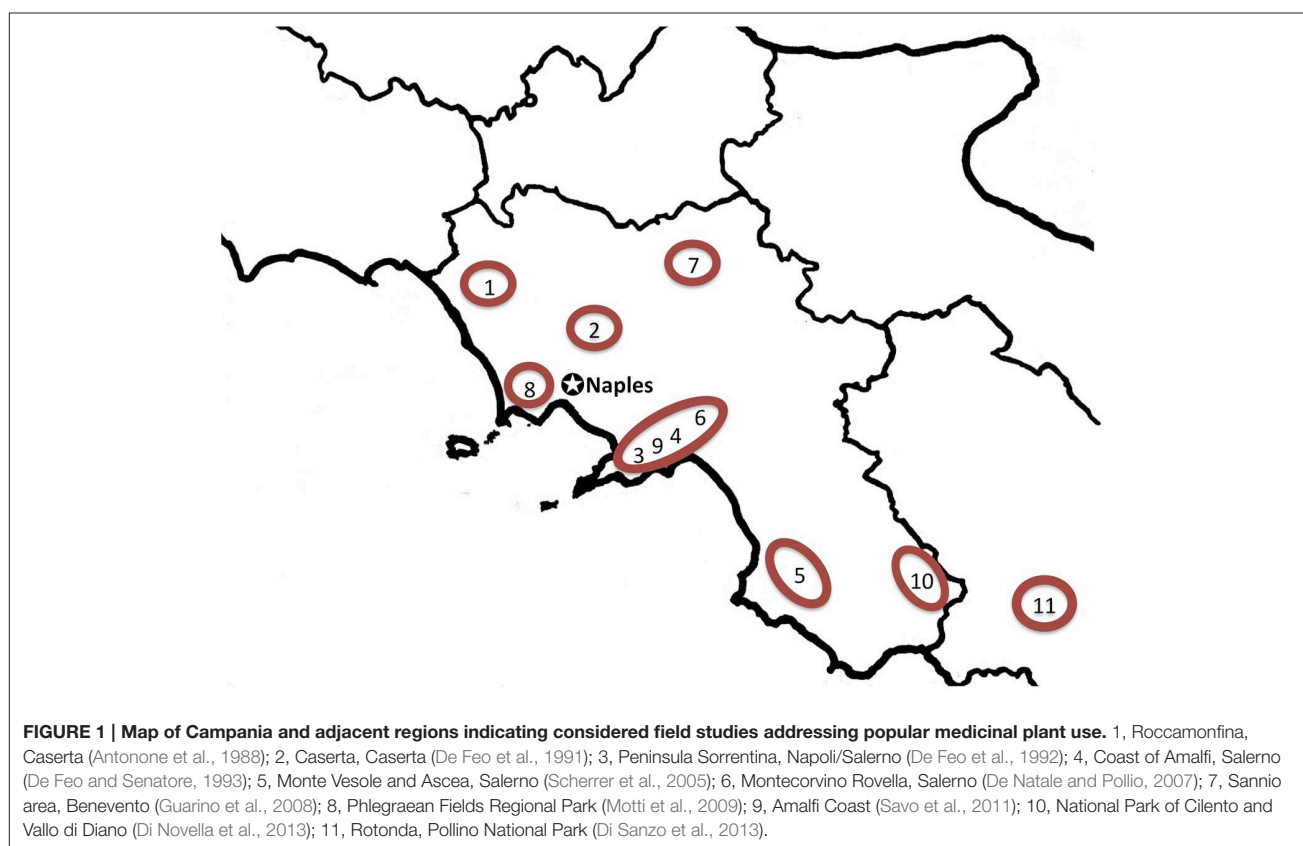 1
7
2
8
Naples
6
4
9
3
5
10
11
FIGURE 1 | Map of Campania and adjacent regions indicating considered field studies addressing popular medicinal plant use. 1, Roccamonfina,
Caserta (Antonone et al., 1988); 2, Caserta, Caserta (De Feo et al., 1991); 3, Peninsula Sorrentina, Napoli/Salerno (De Feo et al., 1992); 4, Coast of Amalfi, Salerno
(De Feo and Senatore, 1993); 5, Monte Vesole and Ascea, Salerno (Scherrer et al., 2005); 6, Montecorvino Rovella, Salerno (De Natale and Pollio, 2007); 7, Sannio
area, Benevento (Guarino et al., 2008); 8, Phlegraean Fields Regional Park (Motti et al., 2009); 9, Amalfi Coast (Savo et al., 2011); 10, National Park of Cilento and
Vallo di Diano (Di Novella et al., 2013); 11, Rotonda, Pollino National Park (Di Sanzo et al., 2013).